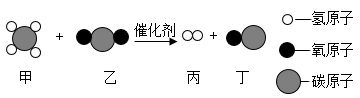 + 催化剂 +
甲 乙 丙 丁
—氢原子
—氧原子
—碳原子